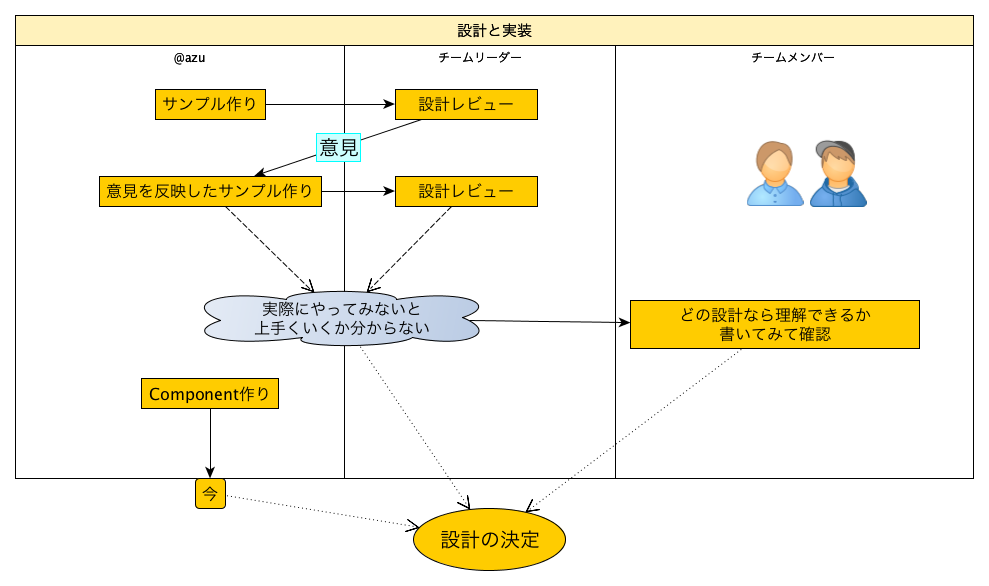 設計と実装
@azu
チームリーダー
チームメンバー
サンプル作り
設計レビュー
意見
意見を反映したサンプル作り
設計レビュー
実際にやってみないと
上手くいくか分からない
どの設計なら理解できるか
書いてみて確認
Component作り
今
設計の決定